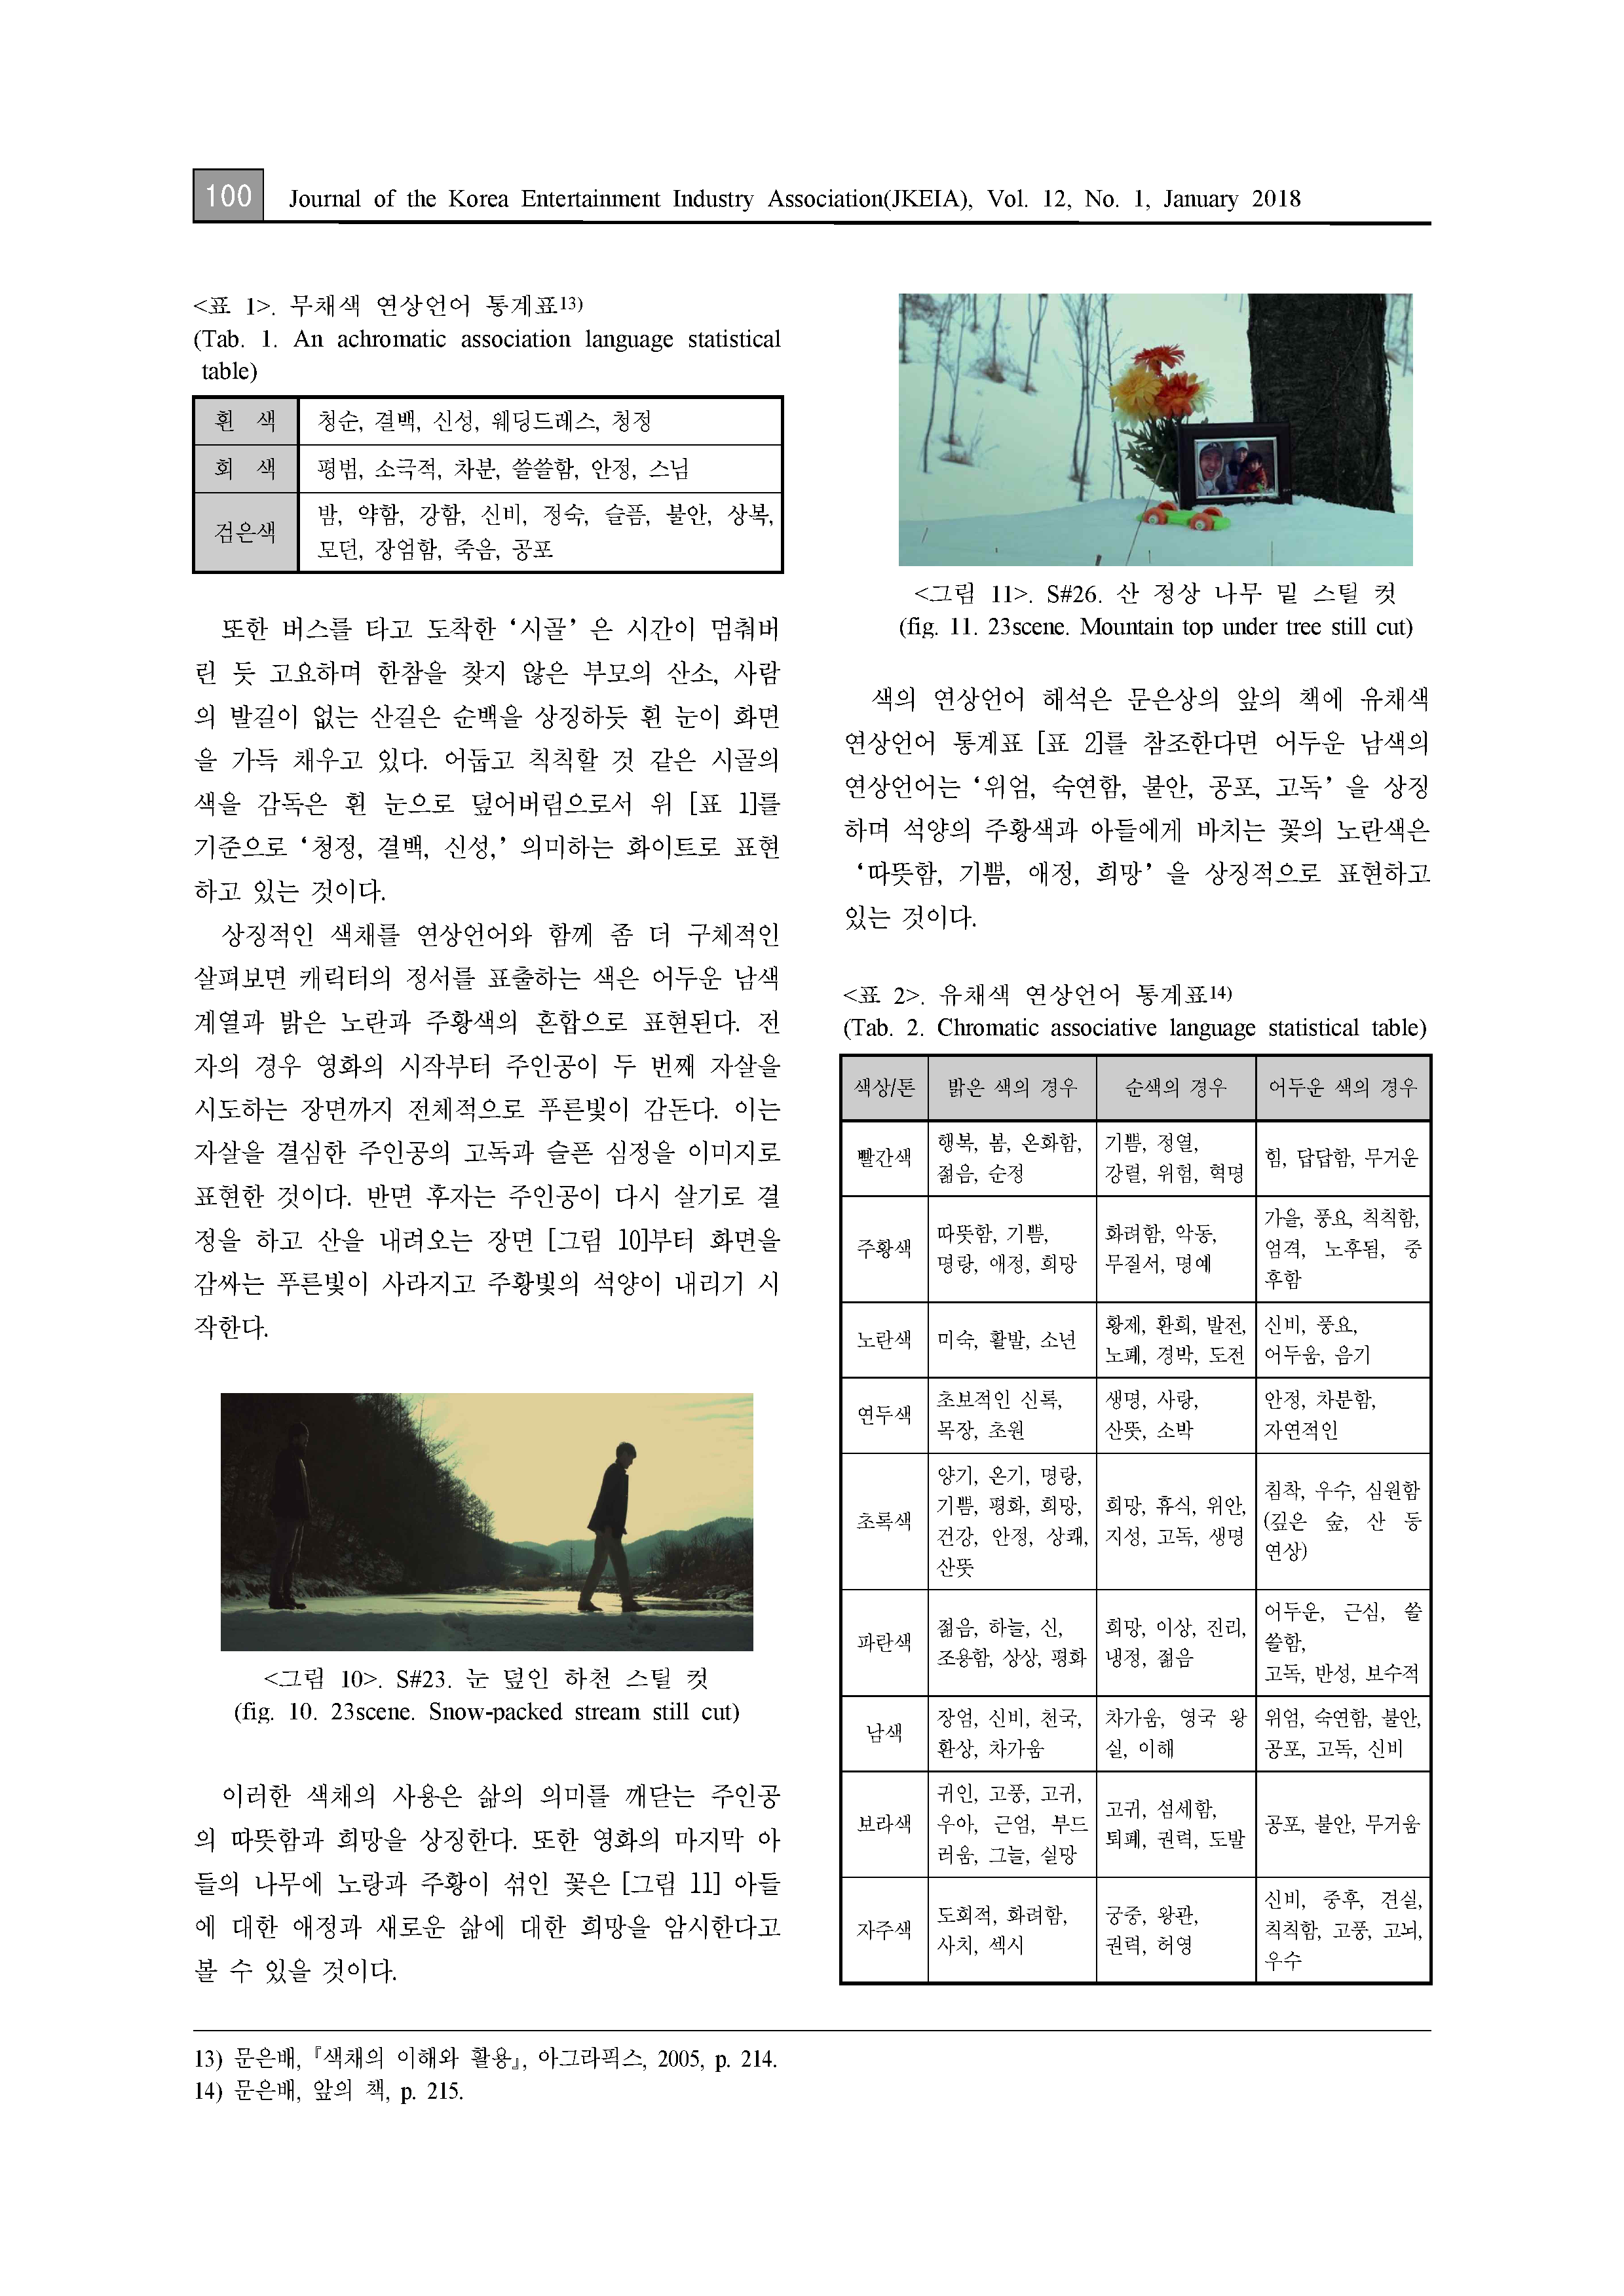 100 Journal of the Korea Entertainment Industry Association(JKEIA), Vol. 12, No. 1, January 2018
<표 1>. 무채색 연상언어 통계표13)
(Tab. 1. An achromatic association language statistical
table)
흰 색 청순, 결백, 신성, 웨딩드레스, 청정
회 색 평범, 소극적, 차분, 쓸쓸함, 안정, 스님
검은색 밤, 약함, 강함, 신비, 정숙, 슬픔, 불안, 상복,
모던, 장엄함, 죽음, 공포
또한 버스를 타고 도착한 ‘시골’ 은 시간이 멈춰버
린 듯 고요하며 한참을 찾지 않은 부모의 산소, 사람
의 발길이 없는 산길은 순백을 상징하듯 흰 눈이 화면
을 가득 채우고 있다. 어둡고 칙칙할 것 같은 시골의
색을 감독은 흰 눈으로 덮어버림으로서 위 [표 1]를
기준으로 ‘청정, 결백, 신성,’ 의미하는 화이트로 표현
하고 있는 것이다.
상징적인 색채를 연상언어와 함께 좀 더 구체적인
살펴보면 캐릭터의 정서를 표출하는 색은 어두운 남색
계열과 밝은 노란과 주황색의 혼합으로 표현된다. 전
자의 경우 영화의 시작부터 주인공이 두 번째 자살을
시도하는 장면까지 전체적으로 푸른빛이 감돈다. 이는
자살을 결심한 주인공의 고독과 슬픈 심정을 이미지로
표현한 것이다. 반면 후자는 주인공이 다시 살기로 결
정을 하고 산을 내려오는 장면 [그림 10]부터 화면을
감싸는 푸른빛이 사라지고 주황빛의 석양이 내리기 시
작한다.
<그림 10>. S#23. 눈 덮인 하천 스틸 컷
(fig. 10. 23scene. Snow-packed stream still cut)
이러한 색채의 사용은 삶의 의미를 깨닫는 주인공
의 따뜻함과 희망을 상징한다. 또한 영화의 마지막 아
들의 나무에 노랑과 주황이 섞인 꽃은 [그림 11] 아들
에 대한 애정과 새로운 삶에 대한 희망을 암시한다고
볼 수 있을 것이다.
<그림 11>. S#26. 산 정상 나무 밑 스틸 컷
(fig. 11. 23scene. Mountain top under tree still cut)
색의 연상언어 해석은 문은상의 앞의 책에 유채색
연상언어 통계표 [표 2]를 참조한다면 어두운 남색의
연상언어는 ‘위엄, 숙연함, 불안, 공포, 고독’ 을 상징
하며 석양의 주황색과 아들에게 바치는 꽃의 노란색은
‘따뜻함, 기쁨, 애정, 희망’ 을 상징적으로 표현하고
있는 것이다.
<표 2>. 유채색 연상언어 통계표14)
(Tab. 2. Chromatic associative language statistical table)
색상/톤 밝은 색의 경우 순색의 경우 어두운 색의 경우
빨간색 행복, 봄, 온화함, 젊음, 순정 기쁨, 정열, 강렬, 위험, 혁명 힘, 답답함, 무거운
주황색 따뜻함, 기쁨, 명랑, 애정, 희망 화려함, 악동, 무질서, 명예 가을, 풍요, 칙칙함, 엄격, 노후됨, 중후함
노란색 미숙, 활발, 소년 황제, 환희, 발전, 노폐, 경박, 도전 신비, 풍요, 어두움, 음기
연두색 초보적인 신록, 목장, 초원 생명, 사랑, 산뜻, 소박 안정, 차분함, 자연적인
초록색 양기, 온기, 명랑, 기쁨, 평화, 희망, 건강, 안정, 상쾌, 산뜻 희망, 휴식, 위안, 지성, 고독, 생명 침착, 우수, 심원함 (깊은 숲, 산 등 연상)
파란색 젊음, 하늘, 신, 조용함, 상상, 평화 희망, 이상, 진리, 냉정, 젊음 어두운, 근심, 쓸쓸함, 고독, 반성, 보수적
남색 장엄, 신비, 천국, 환상, 차가움 차가움, 영국 왕실, 이해 위엄, 숙연함, 불안, 공포, 고독, 신비
보라색 귀인, 고풍, 고귀, 우아, 근엄, 부드러움, 그늘, 실망 고귀, 섬세함, 퇴폐, 권력, 도발 공포, 불안, 무거움
자주색 도회적, 화려함, 사치, 섹시 궁중, 왕관, 권력, 허영 신비, 중후, 견실, 칙칙함, 고풍, 고뇌, 우수
13) 문은배, 『색채의 이해와 활용』, 아그라픽스, 2005, p. 214.
14) 문은배, 앞의 책, p. 215.